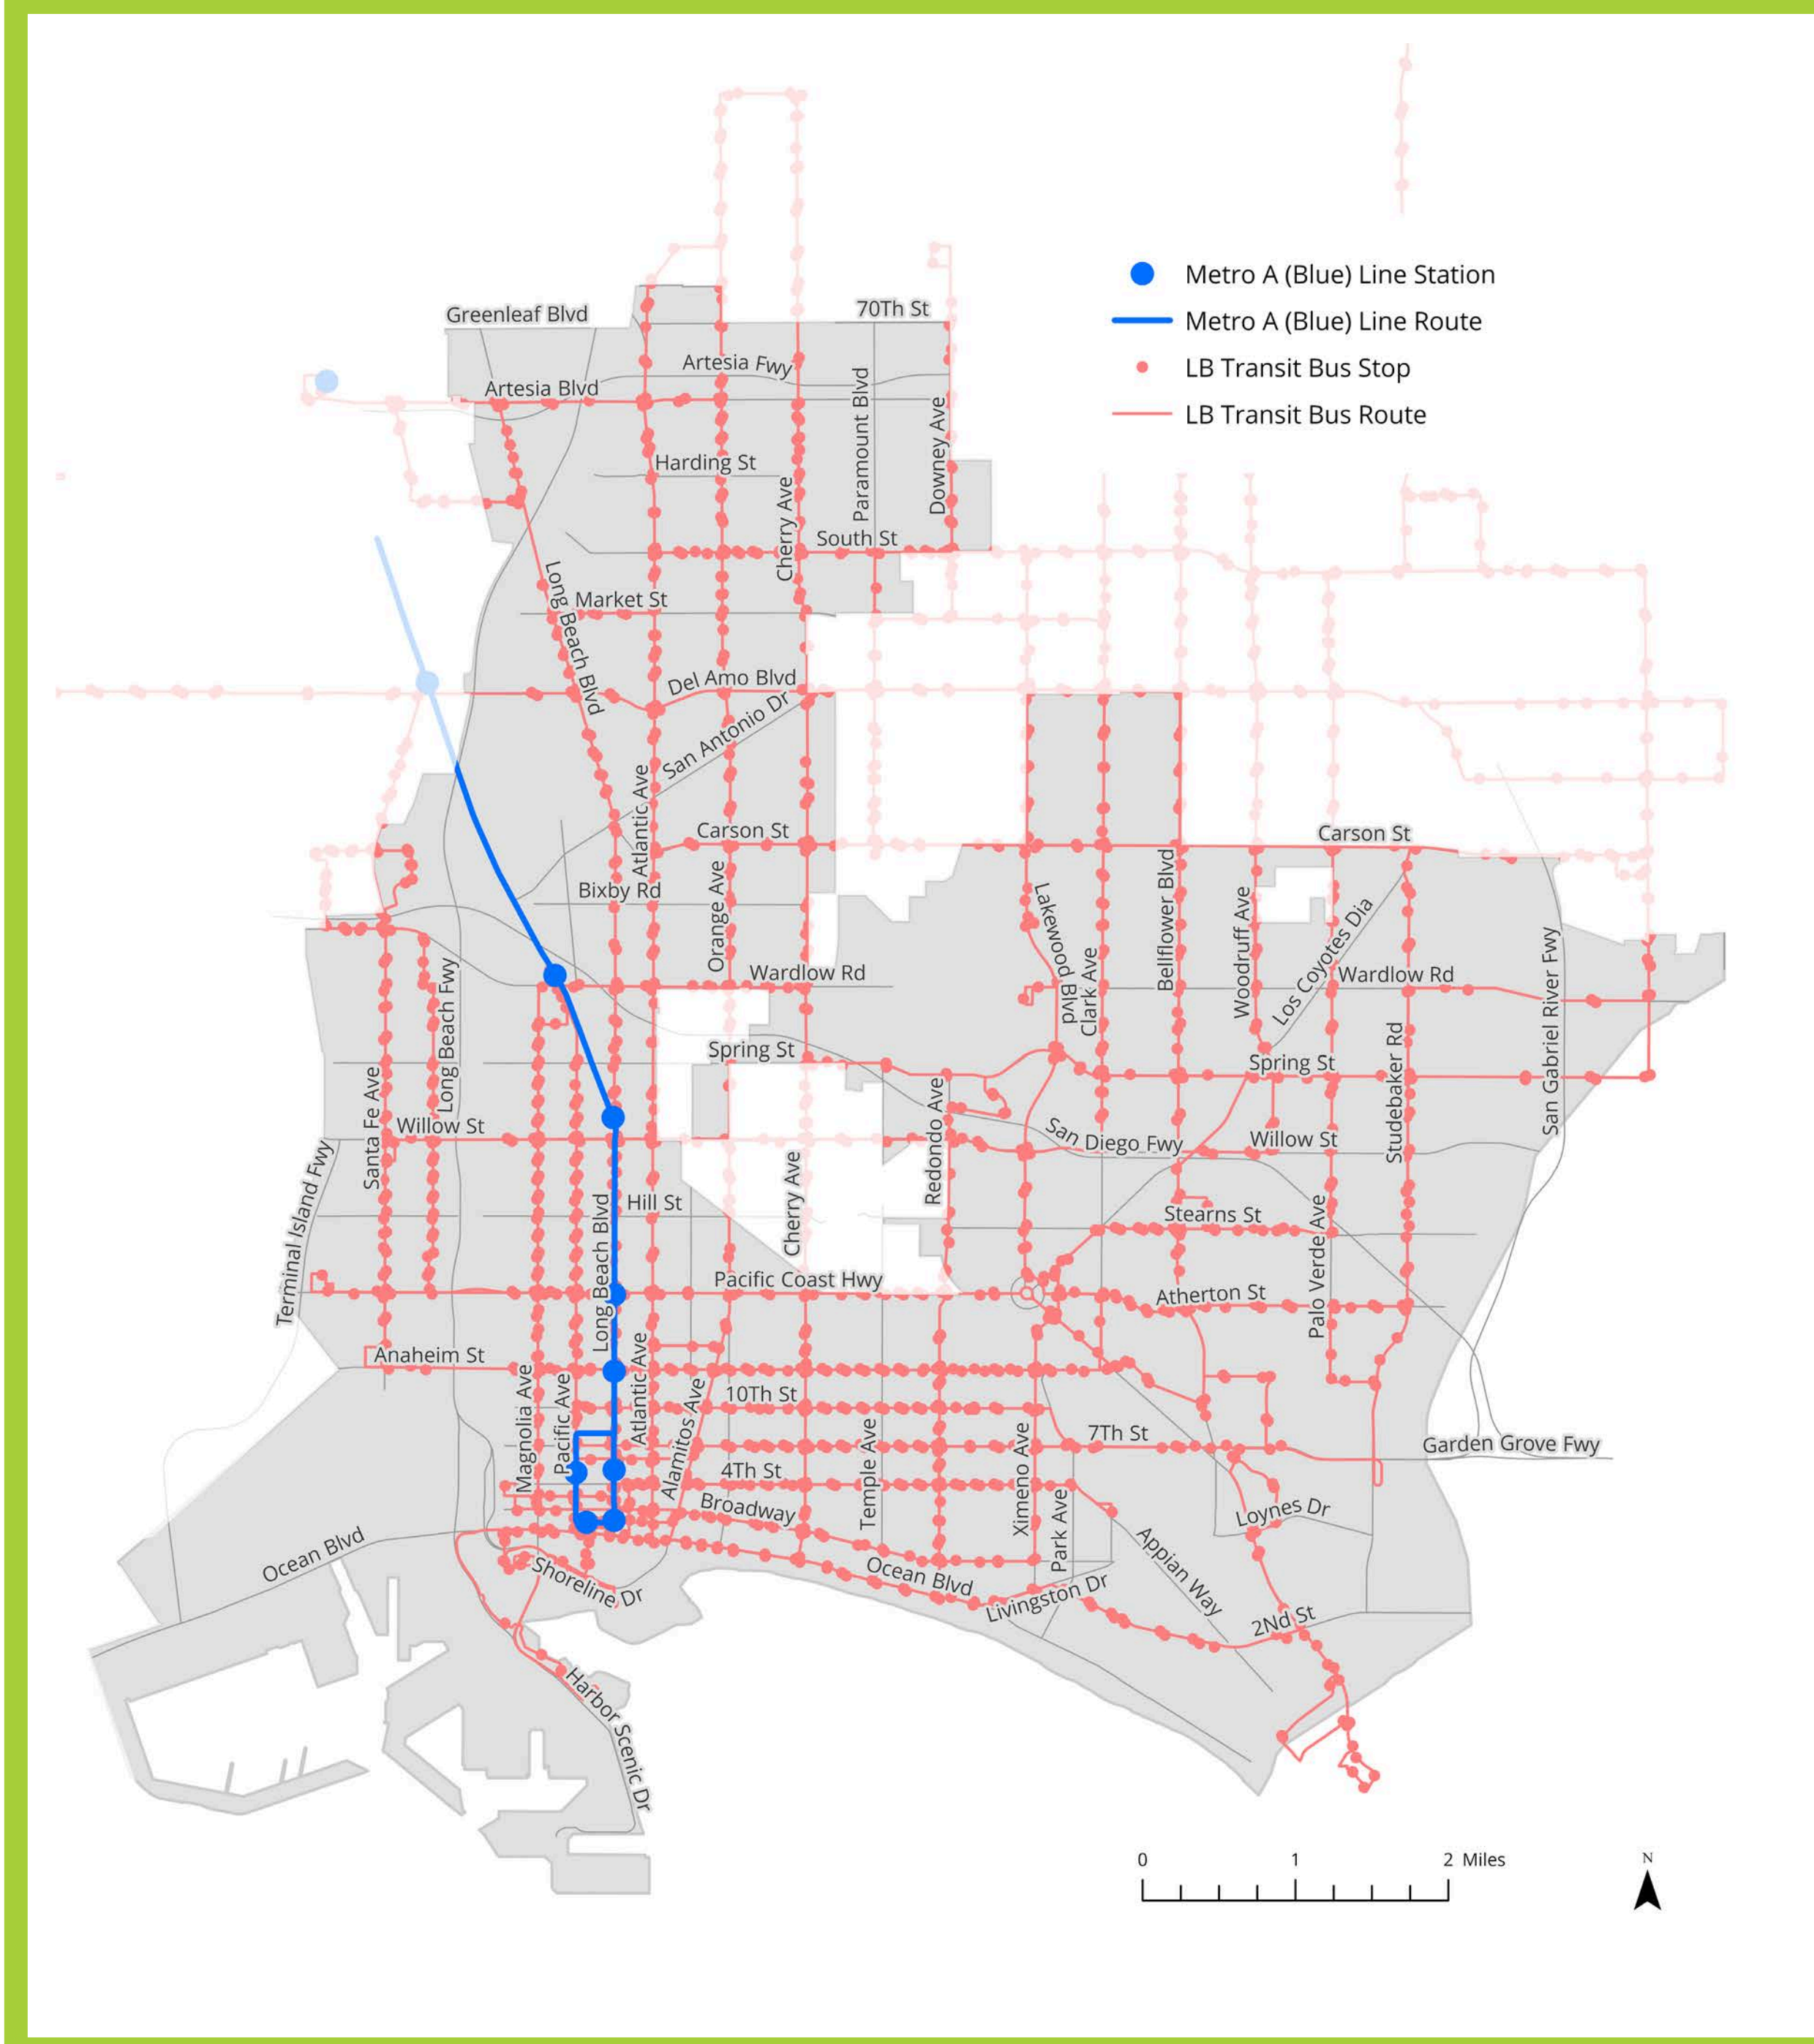 Metro A (Blue) Line Station
Metro A (Blue) Line Route
LB Transit Bus Stop
LB Transit Bus Route
Greenleaf Blvd
70Th St
Artesia Fwy
Artesia Blvd
Paramount Blvd
Downey Ave
Harding St
Cherry Ave
South St
Long Beach Blvd
Market St
Del Amo Blvd
San Antonio Dr
Atlantic Ave
Carson St
Carson St
Bixby Rd
Orange Ave
Lakewood Blvd
Clark Ave
Bellflower Blvd
Woodruff Ave
Los Coyotes Dia
San Gabriel River Fwy
Wardlow Rd
Wardlow Rd
Long Beach Fwy
Spring St
Spring St
Studebaker Rd
Santa Fe Ave
Willow St
Redondo Ave
San Diego Fwy
Willow St
Terminal Island Fwy
Cherry Ave
Long Beach Blvd
Hill St
Stearns St
Palo Verde Ave
Pacific Coast Hwy
Atherton St
Anaheim St
Magnolia Ave
Pacific Ave
Atlantic Ave
Alamitos Ave
10Th St
Temple Ave
Ximeno Ave
7Th St
Garden Grove Fwy
4Th St
Park Ave
Broadway
Loynes Dr
Appian Way
Ocean Blvd
Shoreline Dr
Ocean Blvd
Livingston Dr
2Nd St
Harbor Scenic Dr
0 1 2 Miles
N